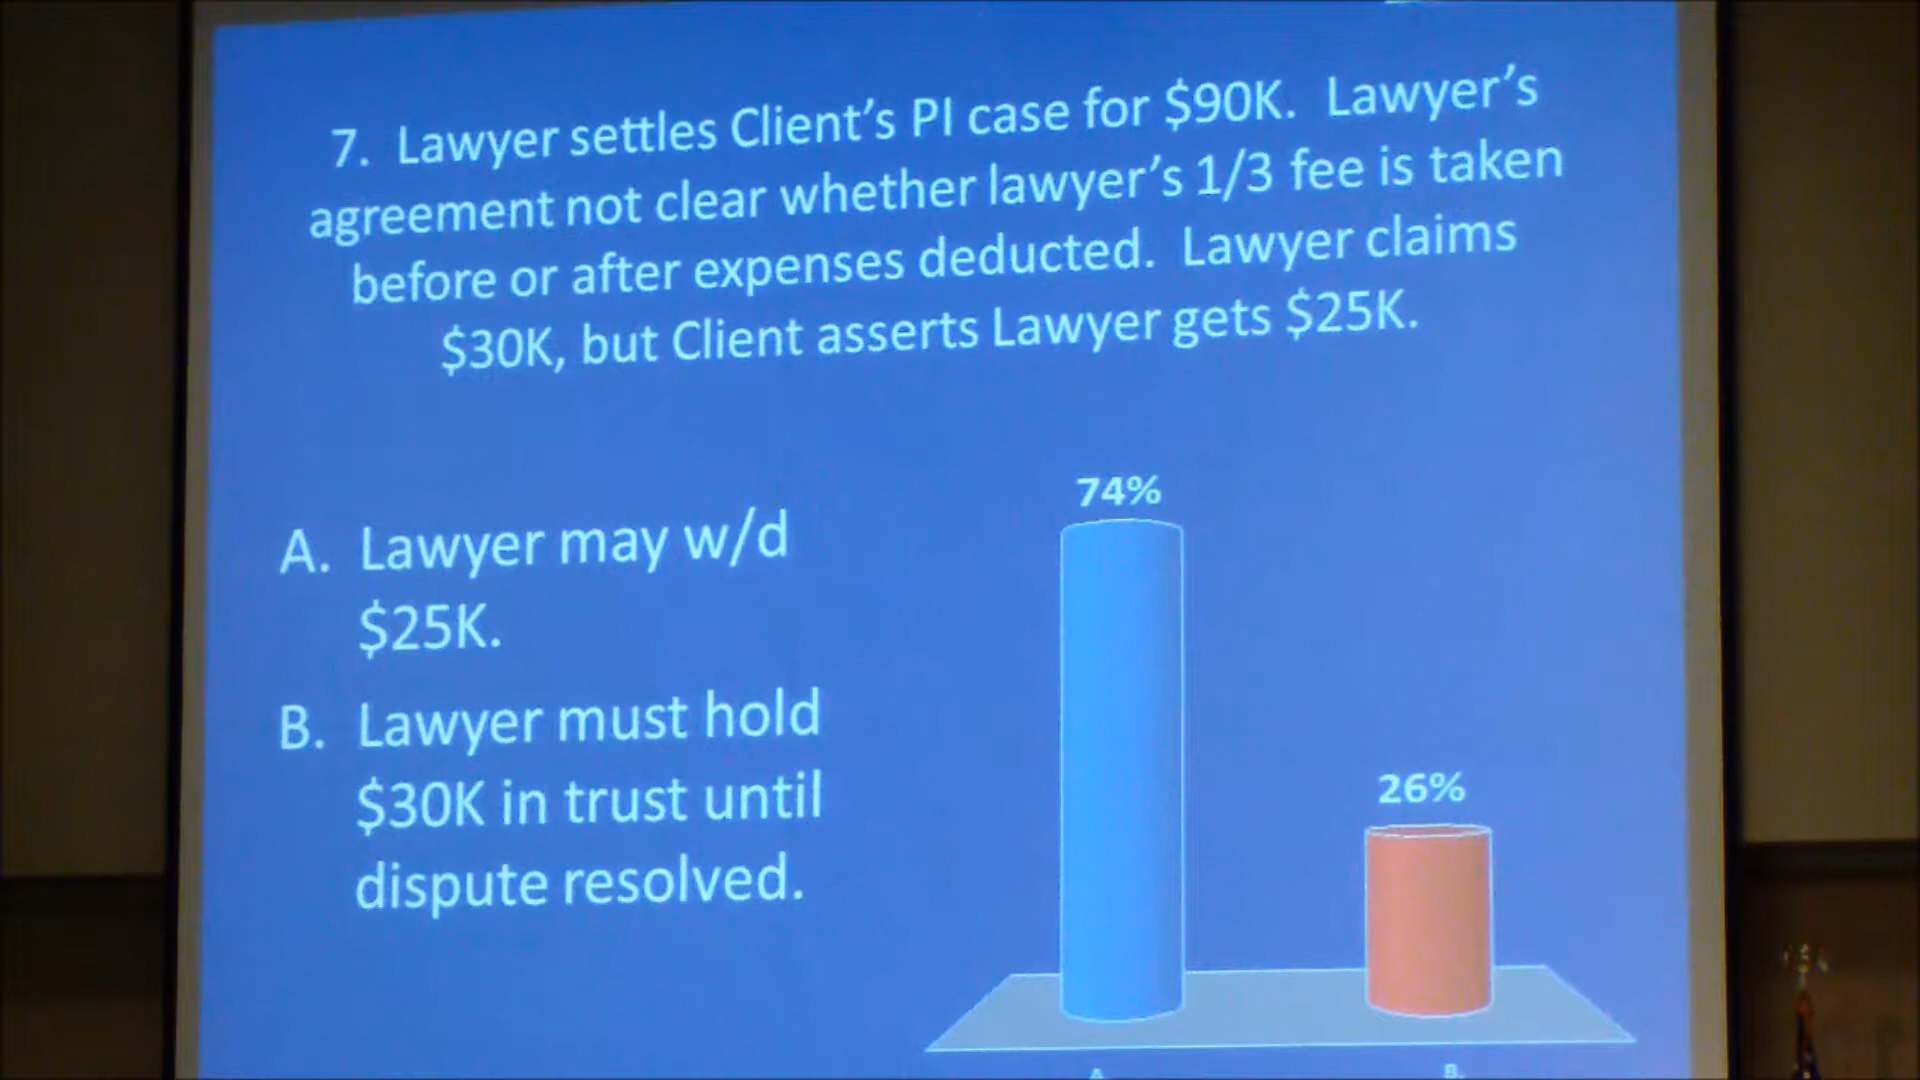 7. Lawyer settles Client's PI case for $90K. Lawyer's
agreement not clear whether lawyer's 1/3 fee is taken
before or after expenses deducted. Lawyer claims
$30K, but Client asserts Lawyer gets $25K.
A. Lawyer may w/d
$25K.
B. Lawyer must hold
$30K in trust until
dispute resolved.
74%
26%
A.
B.